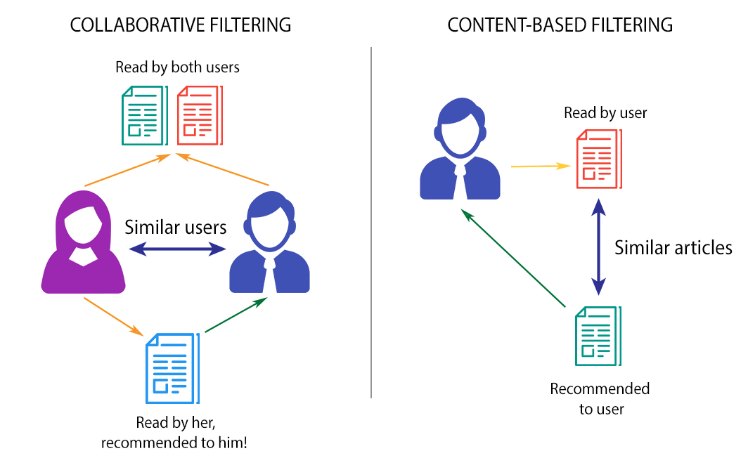 COLLABORATIVE FILTERING
Read by both users
Similar users
Read by her,
recommended to him!
CONTENT-BASED FILTERING
Read by user
Similar articles
Recommended
to user